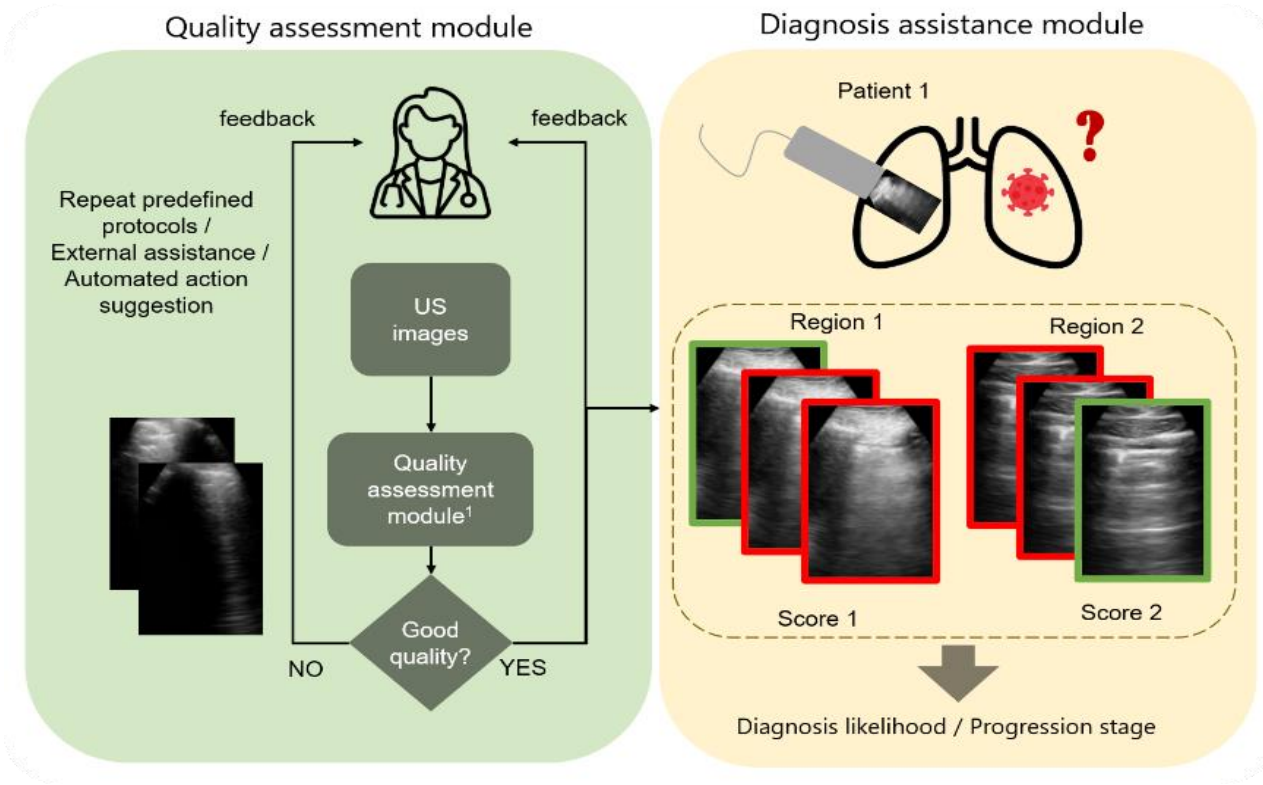 Quality assessment module
feedback
feedback
Repeat predefined
protocols /
External assistance /
Automated action
suggestion
US
images
Quality
assessment
module¹
Good
quality?
NO
YES
Diagnosis assistance module
Patient 1
?
Region 1
Region 2
Score 1
Score 2
Diagnosis likelihood / Progression stage